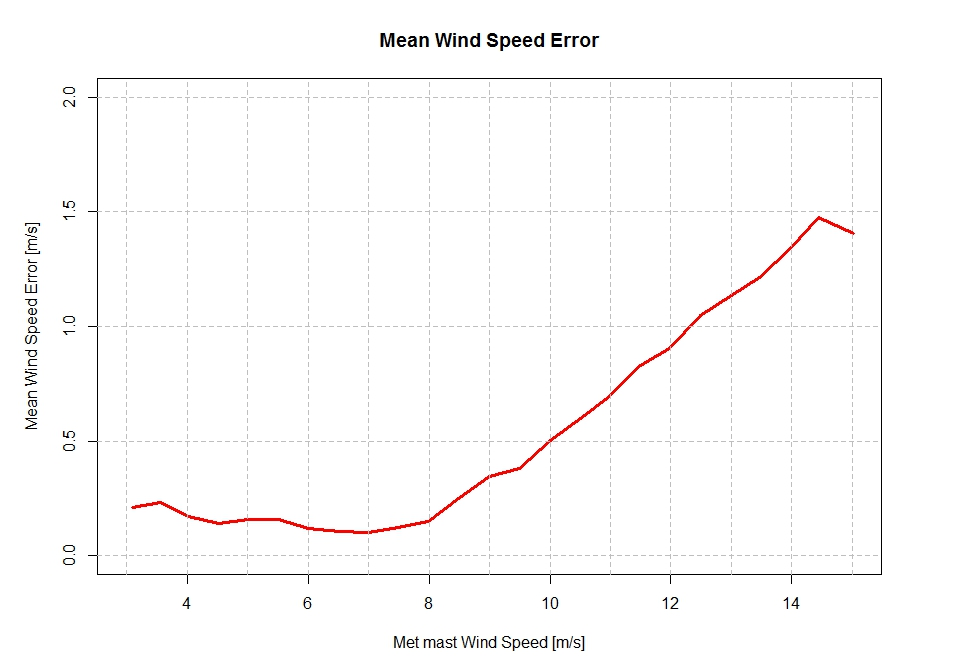 Mean Wind Speed Error
Mean Wind Speed Error [m/s]
2.0
1.5
1.0
0.5
0.0
4 6 8 10 12 14
Met mast Wind Speed [m/s]